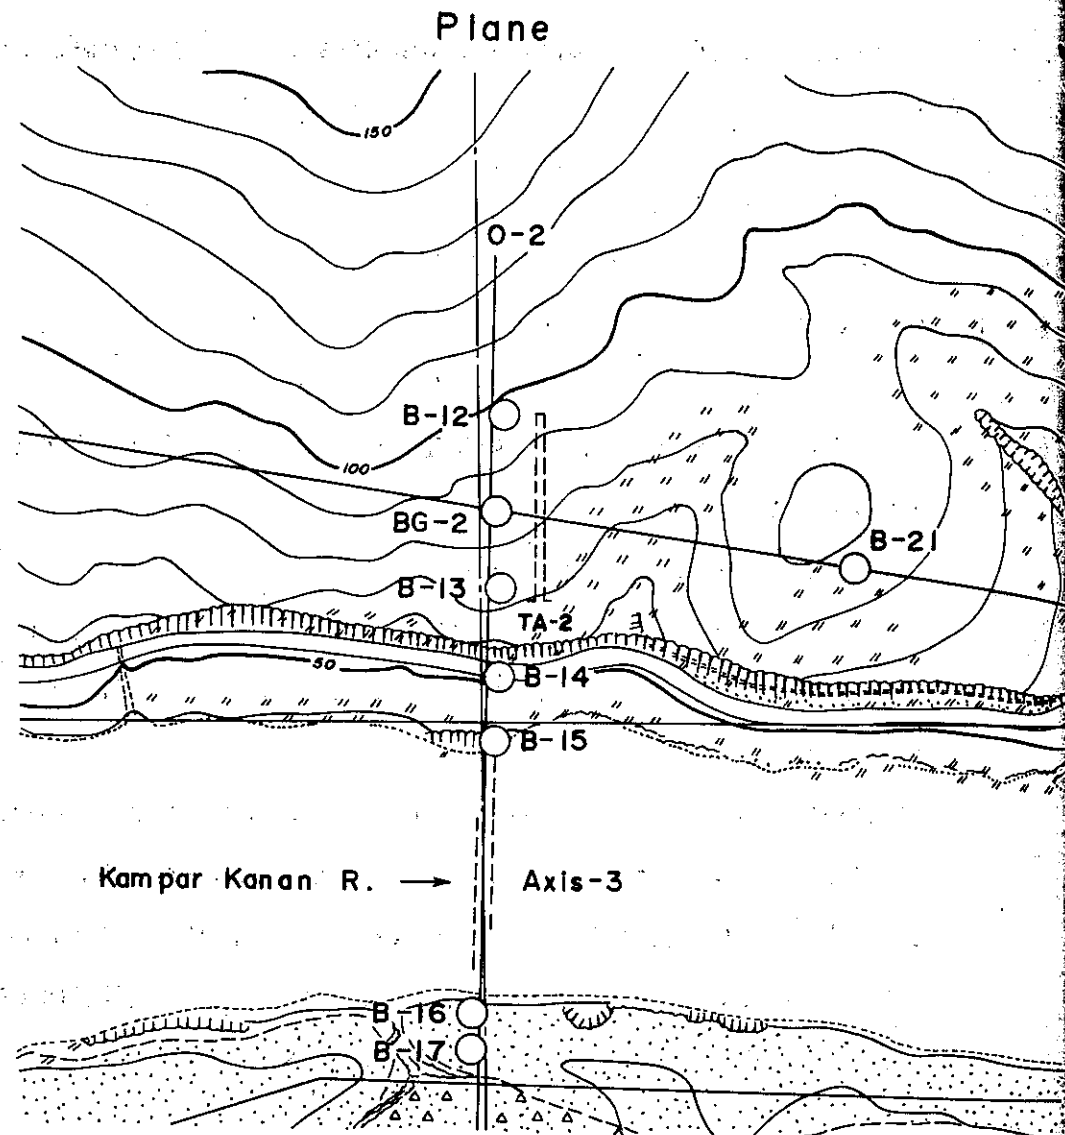 Plane
150
O-2
B-12
100
BG-2
B-21
B-13
TA-2
50
B-14
B-15
Kampar Kanan R. → Axis-3
B-16
B-17